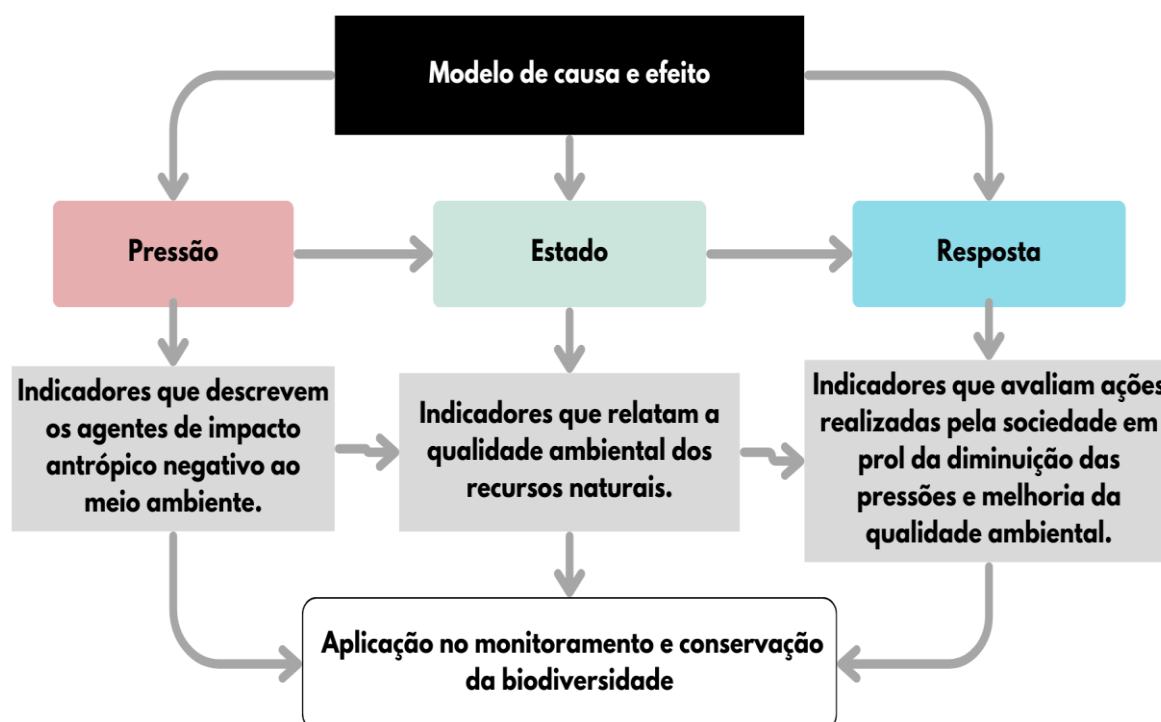 Modelo de causa e efeito
Pressão
Estado
Resposta
Indicadores que descrevem
os agentes de impacto
antrópico negativo ao
meio ambiente.
Indicadores que relatam a
qualidade ambiental dos
recursos naturais.
Indicadores que avaliam ações
realizadas pela sociedade em
prol da diminuição das
pressões e melhoria da
qualidade ambiental.
Aplicação no monitoramento e conservação
da biodiversidade